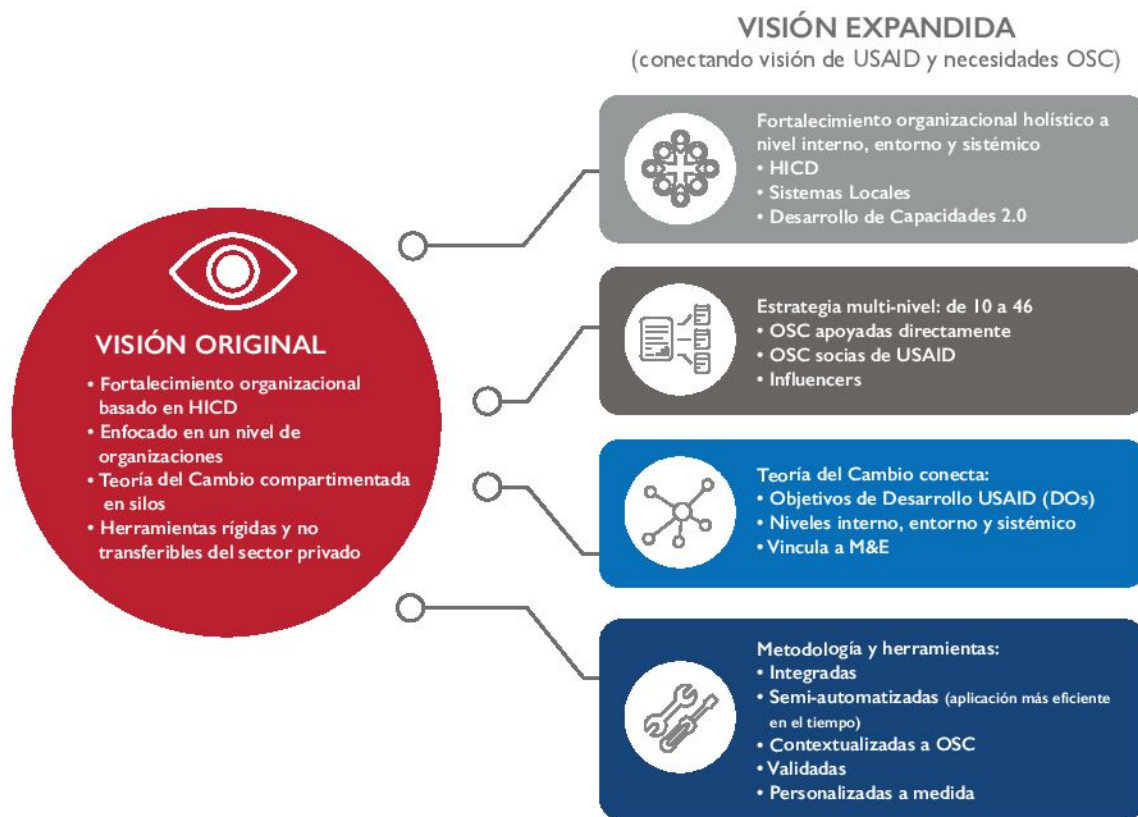 VISIÓN EXPANDIDA
(conectando visión de USAID y necesidades OSC)
VISIÓN ORIGINAL
• Fortalecimiento organizacional
basado en HICD
• Enfocado en un nivel de
organizaciones
• Teoría del Cambio compartimentada
en silos
• Herramientas rígidas y no
transferibles del sector privado
Fortalecimiento organizacional holístico a
nivel interno, entorno y sistémico
• HICD
• Sistemas Locales
• Desarrollo de Capacidades 2.0
Estrategia multi-nivel: de 10 a 46
• OSC apoyadas directamente
• OSC socias de USAID
• Influencers
Teoría del Cambio conecta:
• Objetivos de Desarrollo USAID (DOs)
• Niveles interno, entorno y sistémico
• Vincula a M&E
Metodología y herramientas:
• Integradas
• Semi-automatizadas (aplicación más eficiente
en el tiempo)
• Contextualizadas a OSC
• Validadas
• Personalizadas a medida